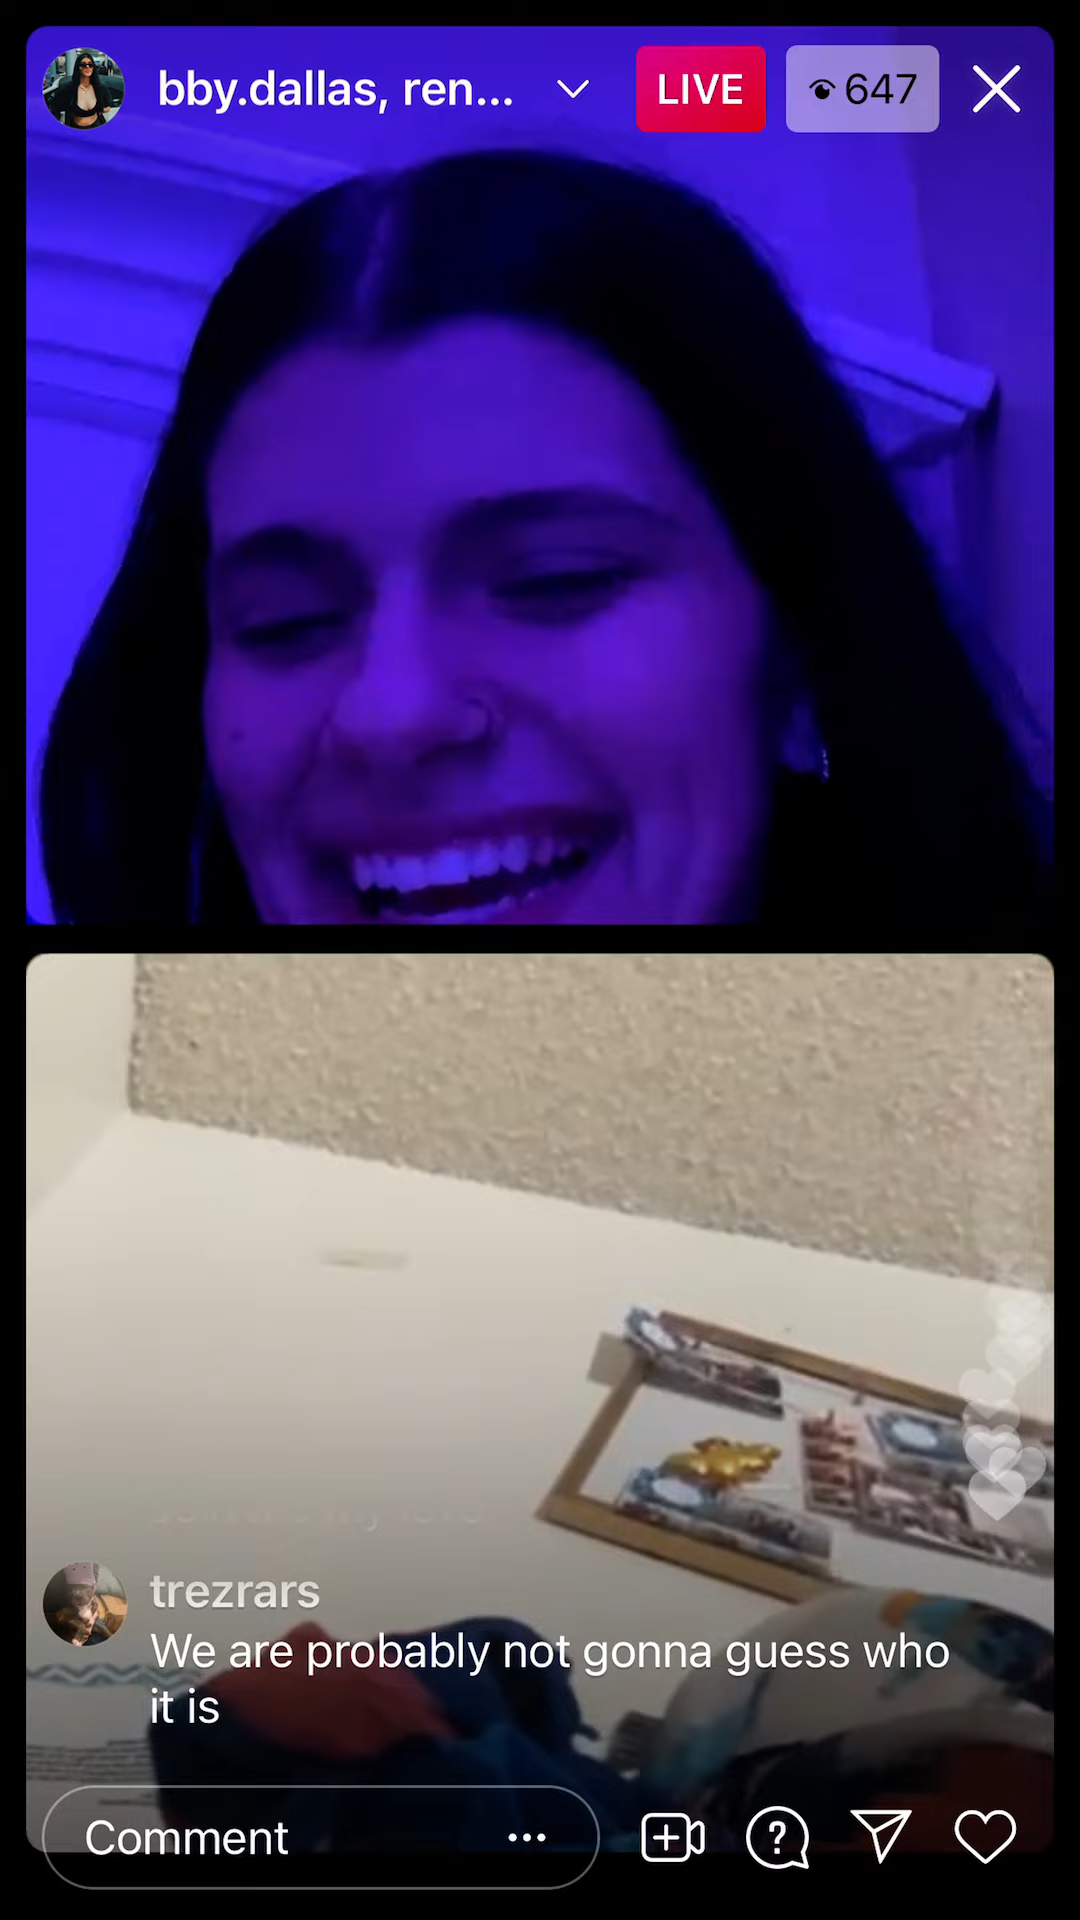 bby.dallas, ren...
LIVE
647
trezrars
We are probably not gonna guess who
it is
Comment